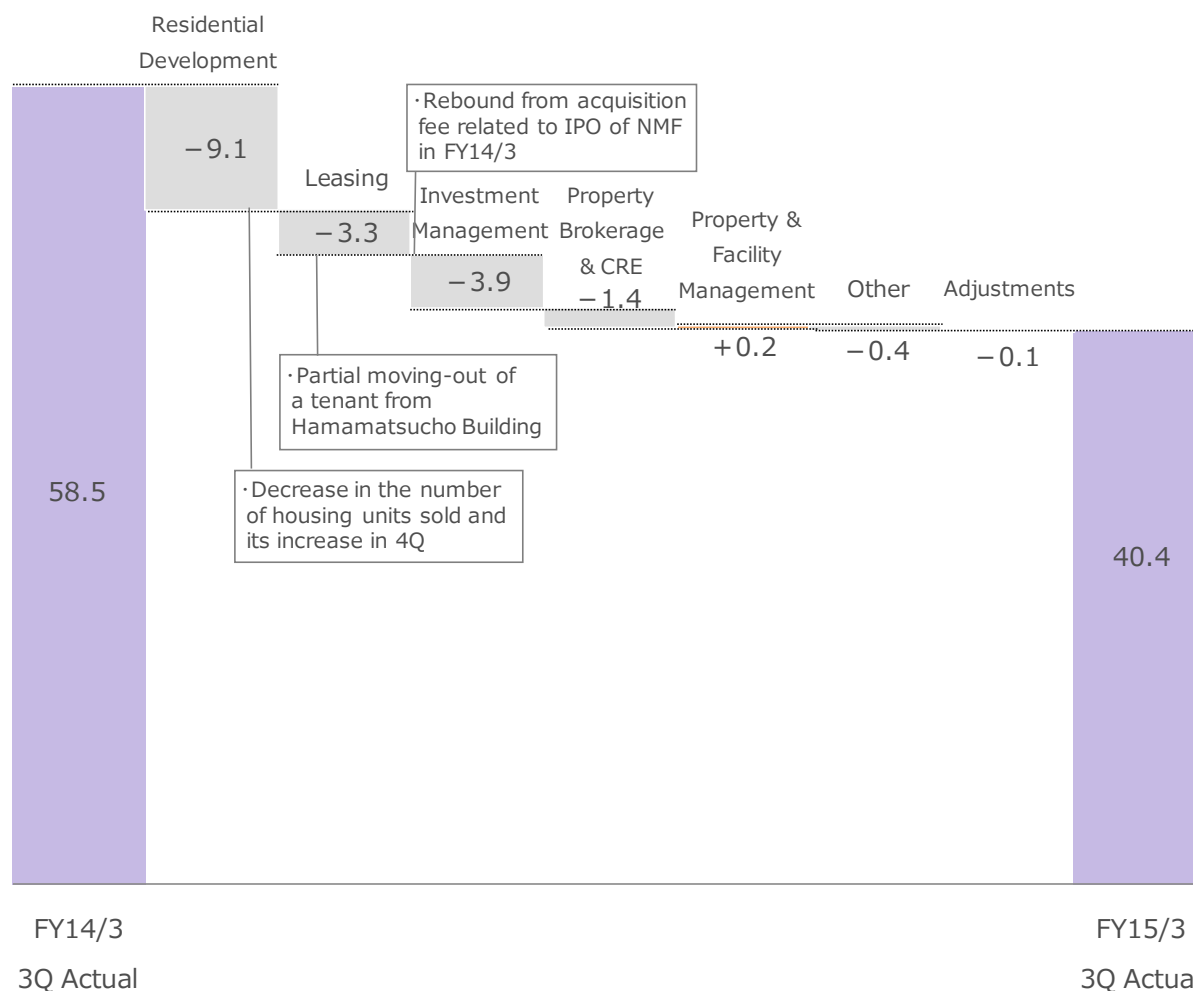 Residential
Development
−9.1
Leasing
−3.3
·Rebound from acquisition
fee related to IPO of NMF
in FY14/3
Investment
Management
−3.9
Property
Brokerage
& CRE
−1.4
Property &
Facility
Management
+0.2
Other
−0.4
Adjustments
−0.1
·Partial moving-out of
a tenant from
Hamamatsucho Building
·Decrease in the number
of housing units sold and
its increase in 4Q
58.5
40.4
FY14/3
3Q Actual
FY15/3
3Q Actua